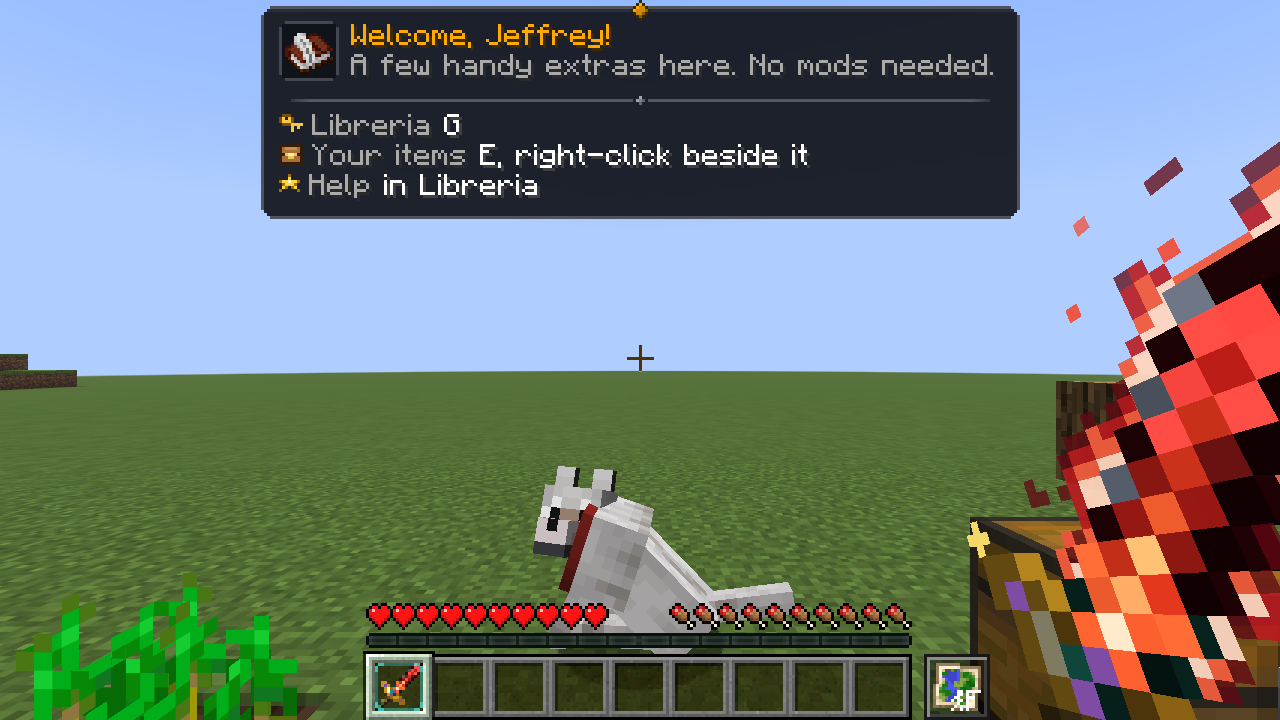 Welcome, Jeffrey!
A few handy extras here. No mods needed.
Libreria G
Your items E, right-click beside it
Help in Libreria